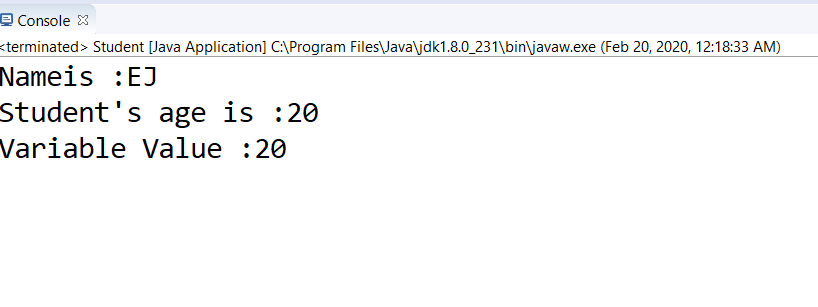 Console
<terminated> Student [Java Application] C:\Program Files\Java\jdk1.8.0_231\bin\javaw.exe (Feb 20, 2020, 12:18:33 AM)
Nameis :EJ
Student's age is :20
Variable Value :20